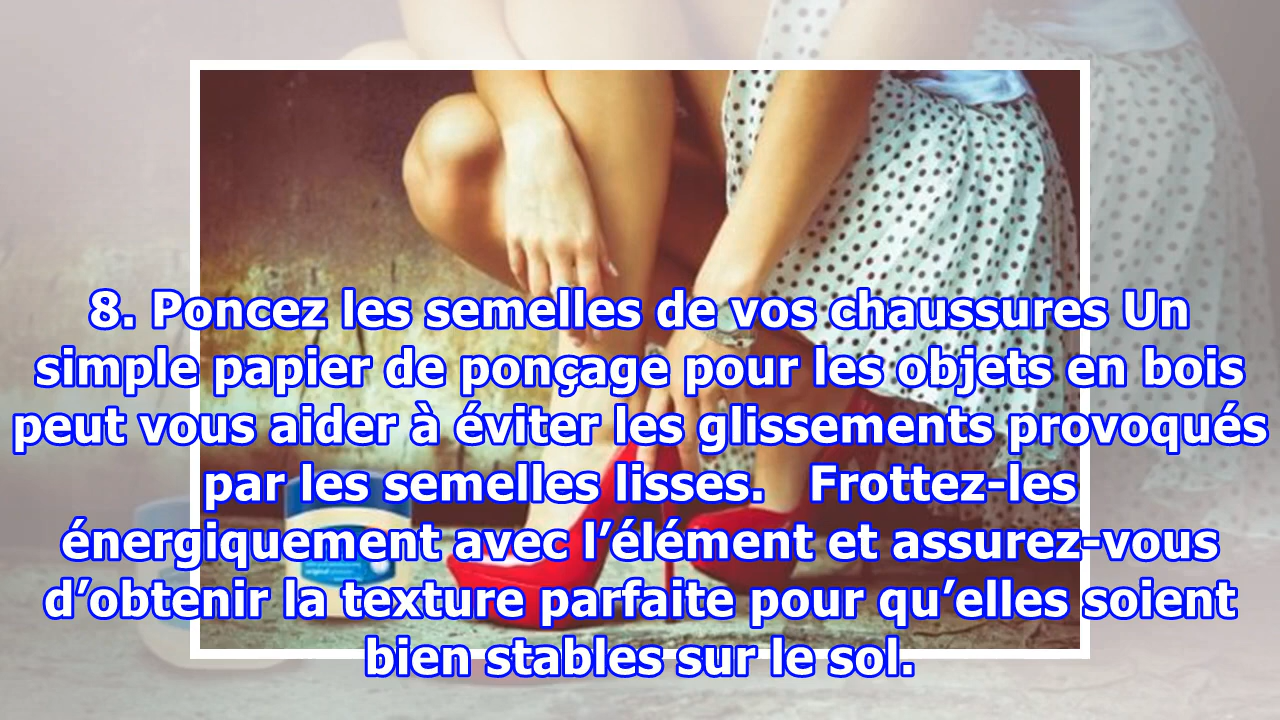 8. Poncez les semelles de vos chaussures Un
simple papier de ponçage pour les objets en bois
peut vous aider à éviter les glissements provoqués
par les semelles lisses.   Frottez-les
énergiquement avec l’élément et assurez-vous
d’obtenir la texture parfaite pour qu’elles soient
bien stables sur le sol.